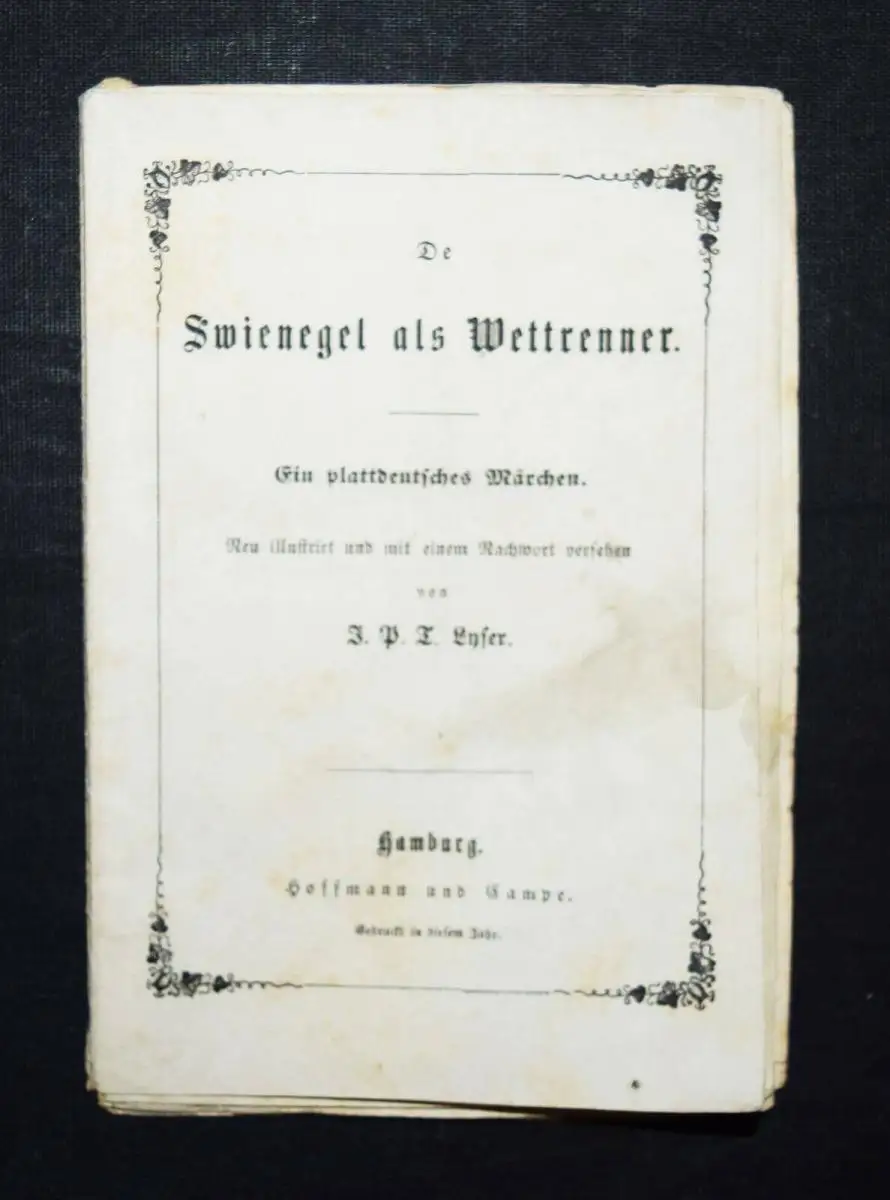 De
Swienegel als Wettrenner.
Ein plattdeutsches Märchen.
Neu illustrirt und mit einem Nachwort versehen
von
J. P. T. Lyser.
Hamburg.
Hoffmann und Campe.
Gedruckt in diesem Jahr.